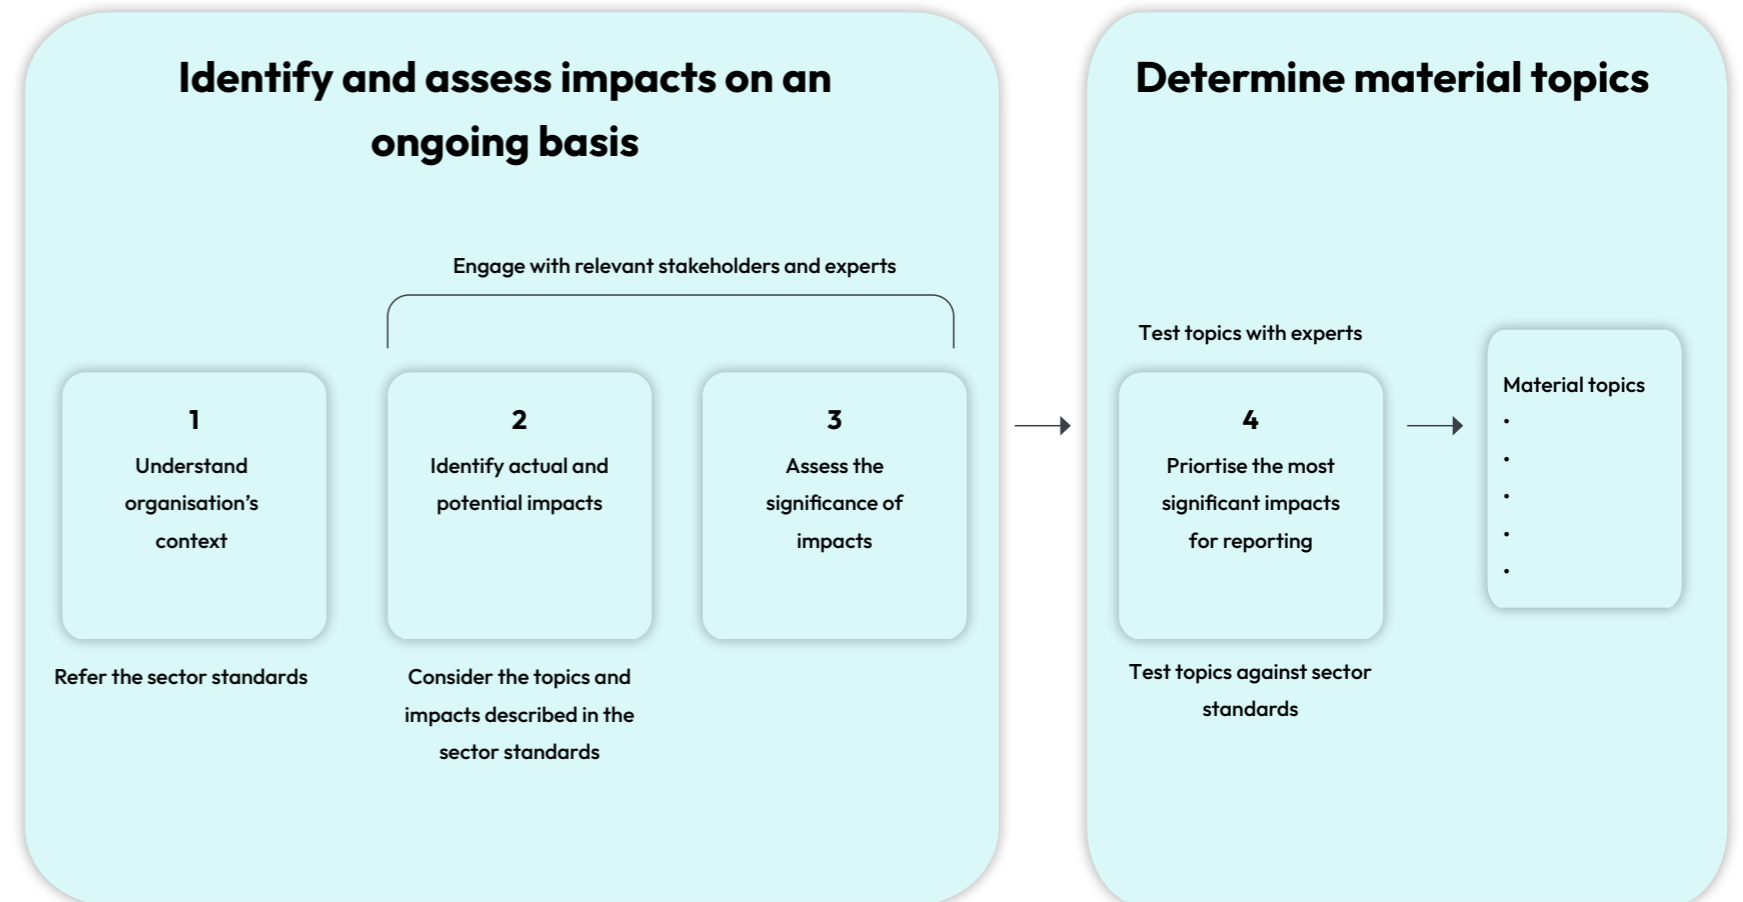 Identify and assess impacts on an
ongoing basis
Engage with relevant stakeholders and experts
1
Understand
organisation’s
context
Refer the sector standards
2
Identify actual and
potential impacts
Consider the topics and
impacts described in the
sector standards
3
Assess the
significance of
impacts
Determine material topics
Test topics with experts
4
Priortise the most
significant impacts
for reporting
Test topics against sector
standards
Material topics
•
•
•
•
•